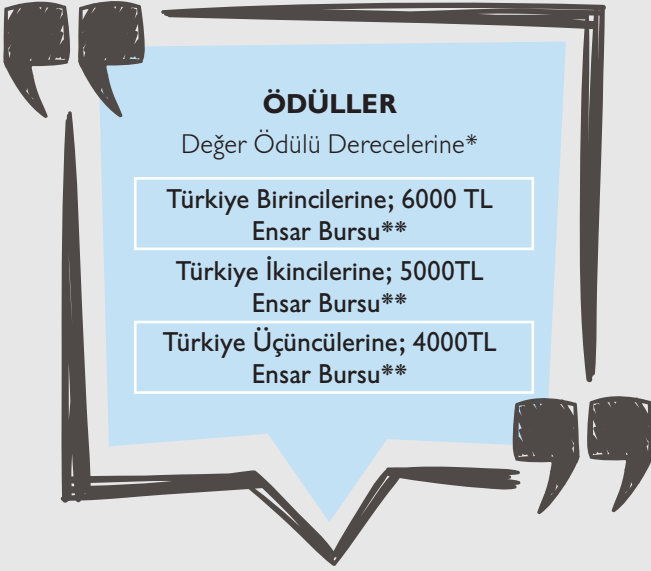 ÖDÜLLER
Değer Ödülü Derecelerine*
Türkiye Birincilerine; 6000 TL
Ensar Bursu**
Türkiye İkincilerine; 5000TL
Ensar Bursu**
Türkiye Üçüncülerine; 4000TL
Ensar Bursu**